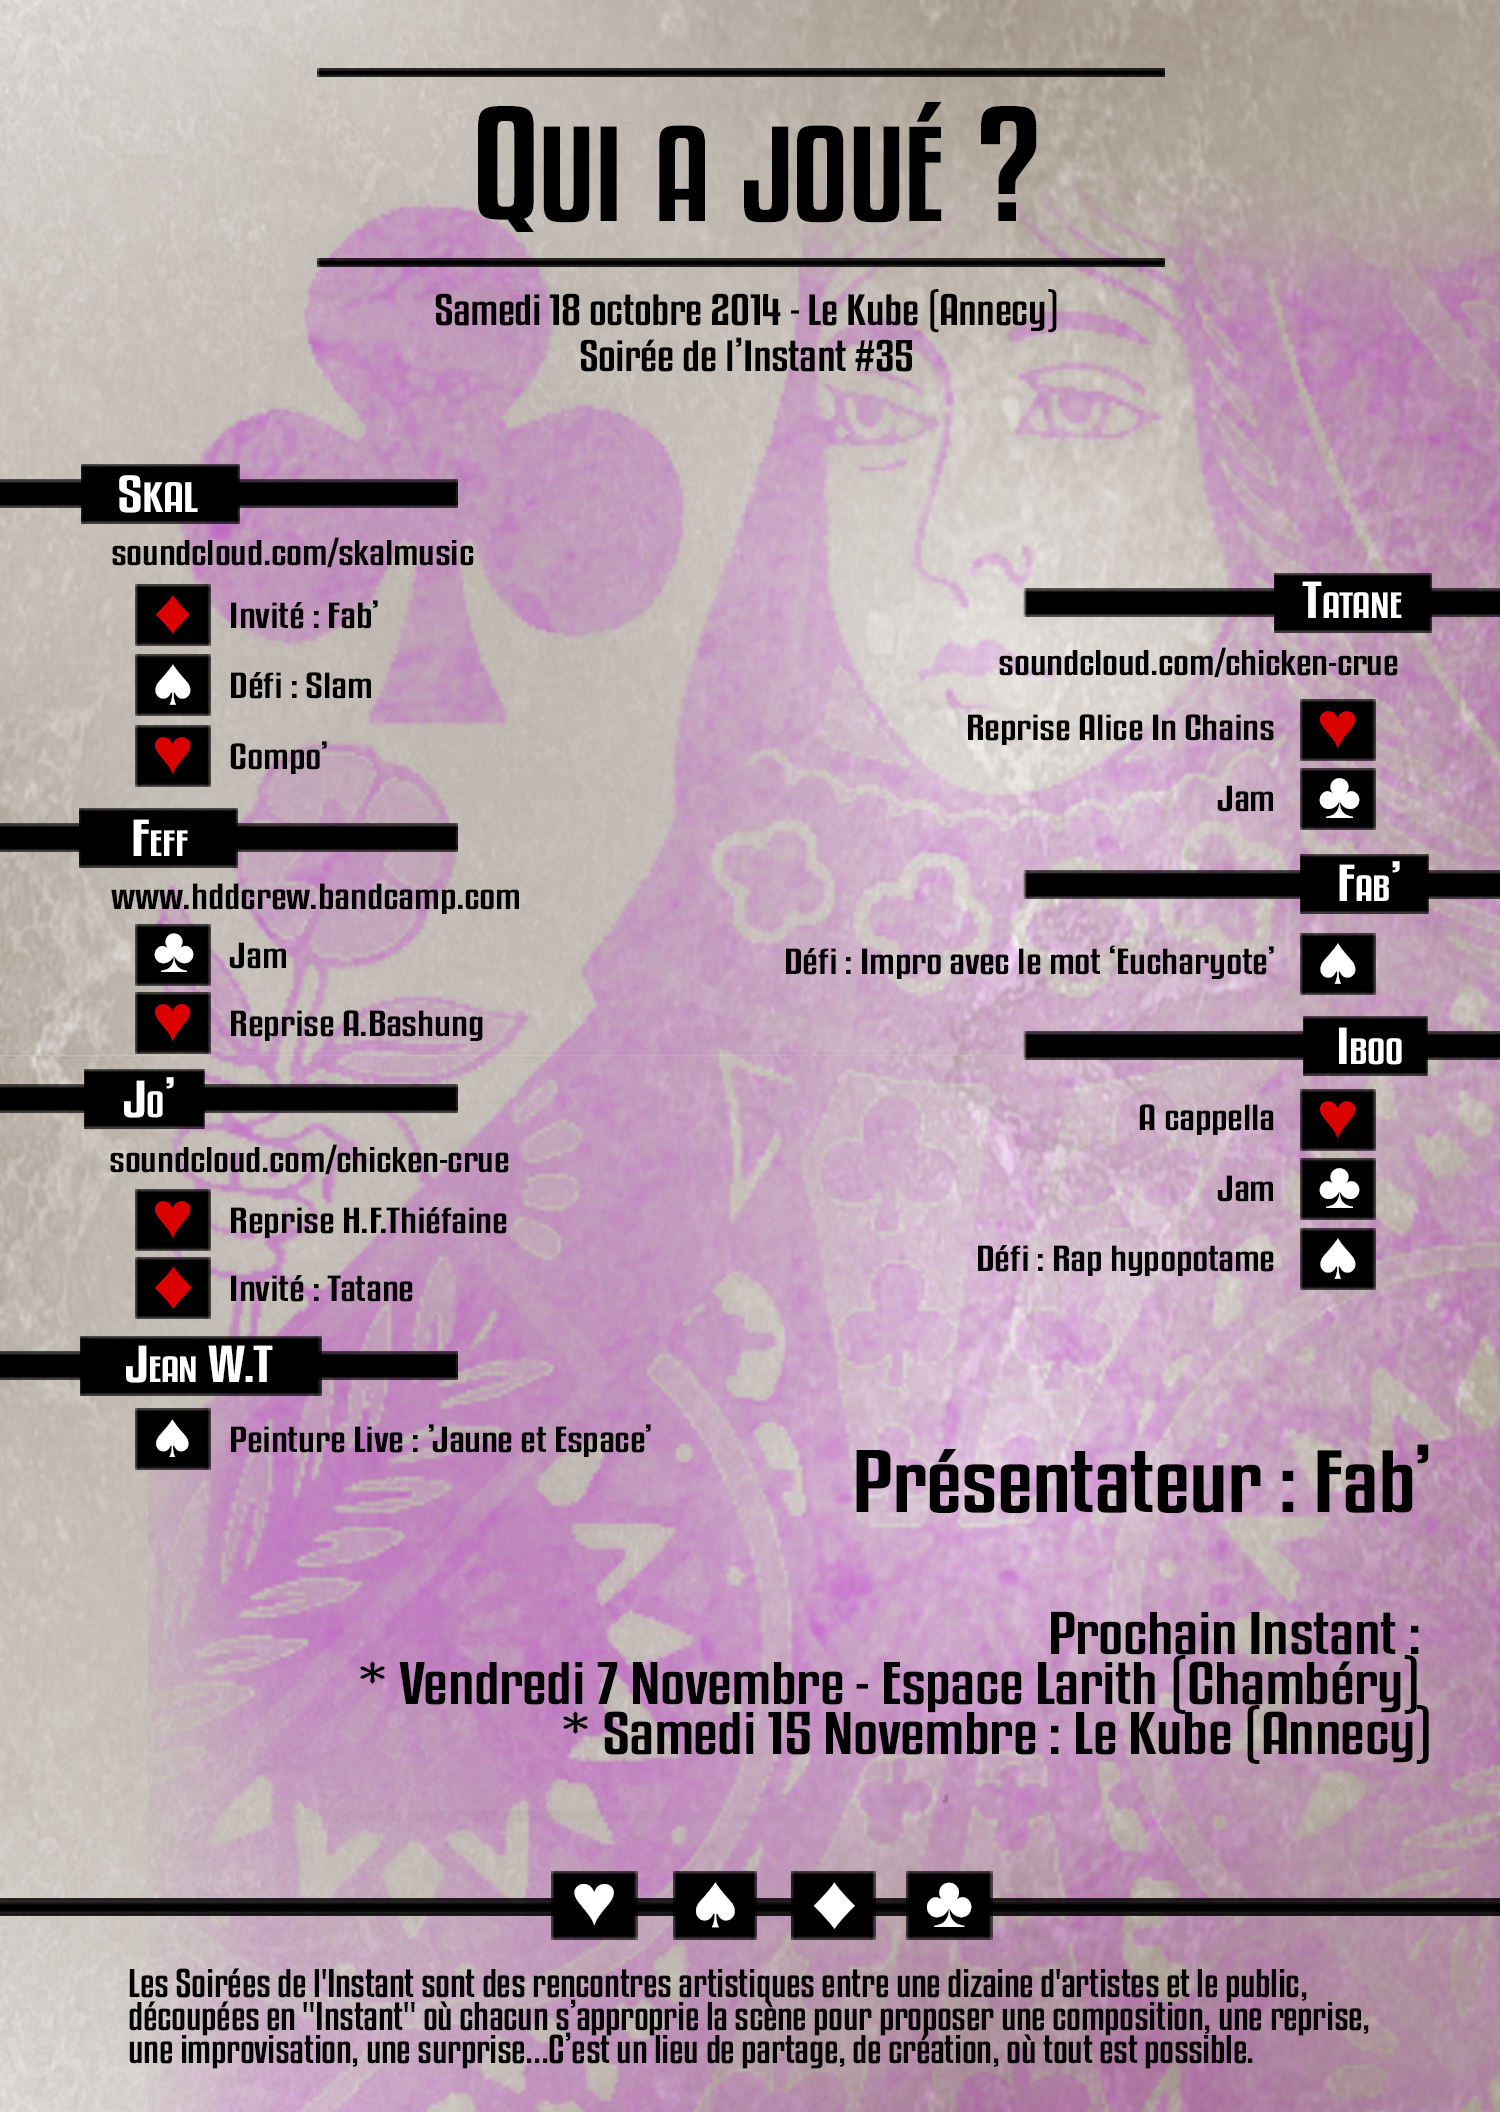 Qui a joué ?
Samedi 18 octobre 2014 - Le Kube (Annecy)
Soirée de l’Instant #35
Skal
soundcloud.com/skalmusic
Invité : Fab’
Défi : Slam
Compo’
Feff
www.hddcrew.bandcamp.com
Jam
Reprise A.Bashung
Jo’
soundcloud.com/chicken-crue
Reprise H.F.Thiéfaine
Invité : Tatane
Jean W.T
Peinture Live : ’Jaune et Espace’
Tatane
soundcloud.com/chicken-crue
Reprise Alice In Chains
Jam
Fab’
Défi : Impro avec le mot ‘Eucharyote’
Iboo
A cappella
Jam
Défi : Rap hypopotame
Présentateur : Fab’
Prochain Instant :
* Vendredi 7 Novembre - Espace Larith (Chambéry)
* Samedi 15 Novembre : Le Kube (Annecy)
Les Soirées de l'Instant sont des rencontres artistiques entre une dizaine d'artistes et le public,
découpées en "Instant" où chacun s’approprie la scène pour proposer une composition, une reprise,
une improvisation, une surprise...C’est un lieu de partage, de création, où tout est possible.